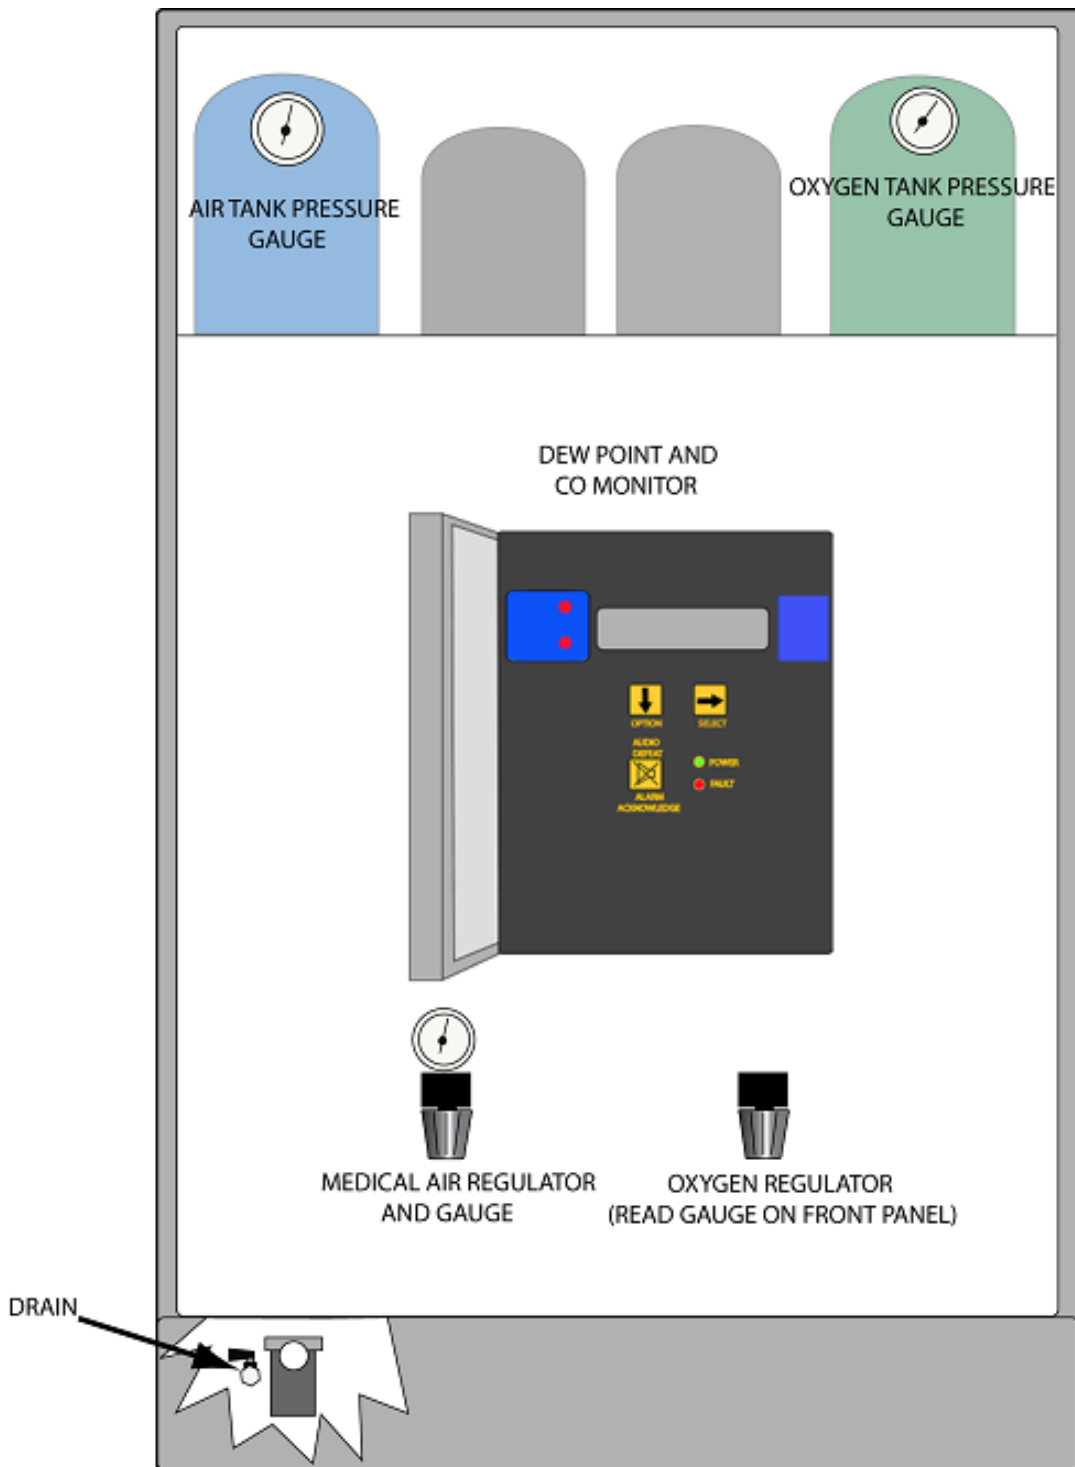 AIR TANK PRESSURE
GAUGE
OXYGEN TANK PRESSURE
GAUGE
DEW POINT AND
CO MONITOR
OPTION
SELECT
AUDIO
DEFEAT
POWER
FAULT
ALARM
ACKNOWLEDGE
MEDICAL AIR REGULATOR
AND GAUGE
OXYGEN REGULATOR
(READ GAUGE ON FRONT PANEL)
DRAIN